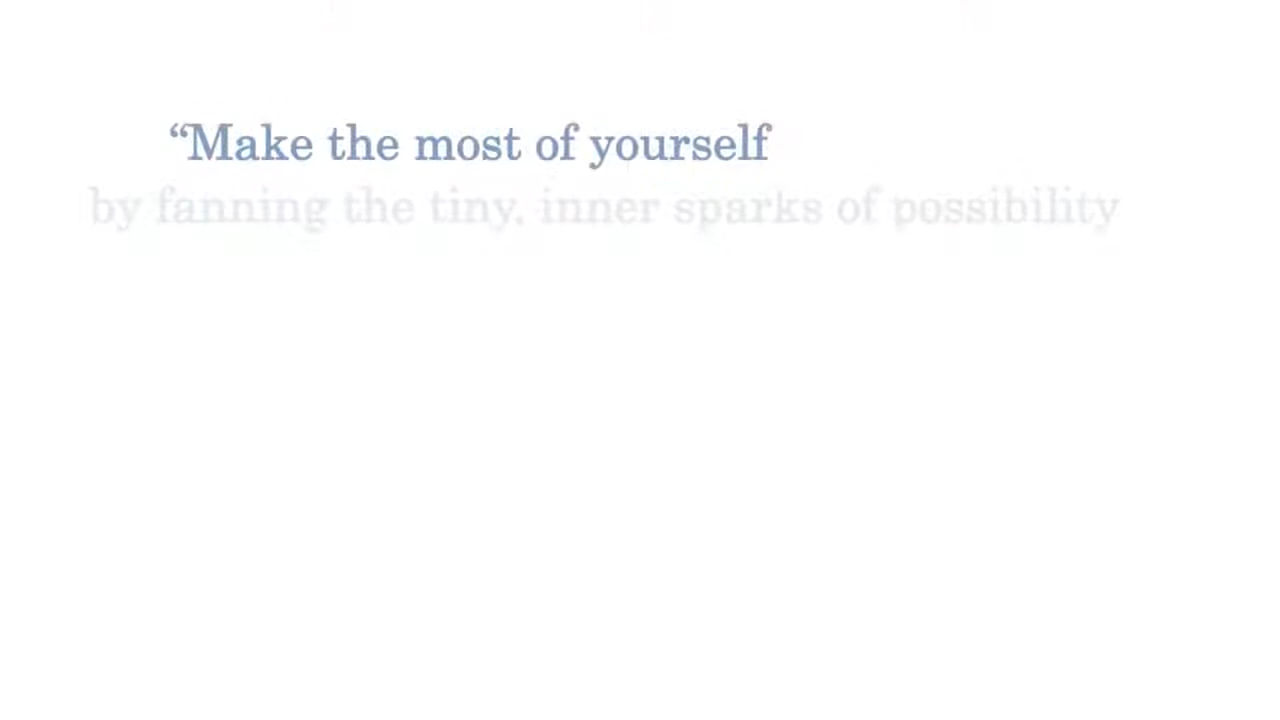 “Make the most of yourself
by fanning the tiny, inner sparks of possibility